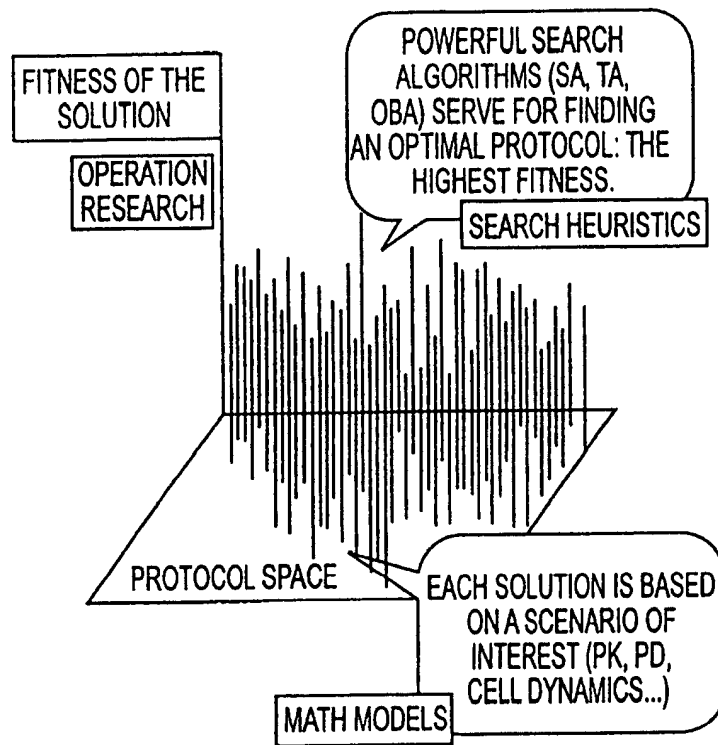 FITNESS OF THE
SOLUTION
OPERATION
RESEARCH
POWERFUL SEARCH
ALGORITHMS (SA, TA,
OBA) SERVE FOR FINDING
AN OPTIMAL PROTOCOL: THE
HIGHEST FITNESS.
SEARCH HEURISTICS
PROTOCOL SPACE
EACH SOLUTION IS BASED
ON A SCENARIO OF
INTEREST (PK, PD,
CELL DYNAMICS...)
MATH MODELS